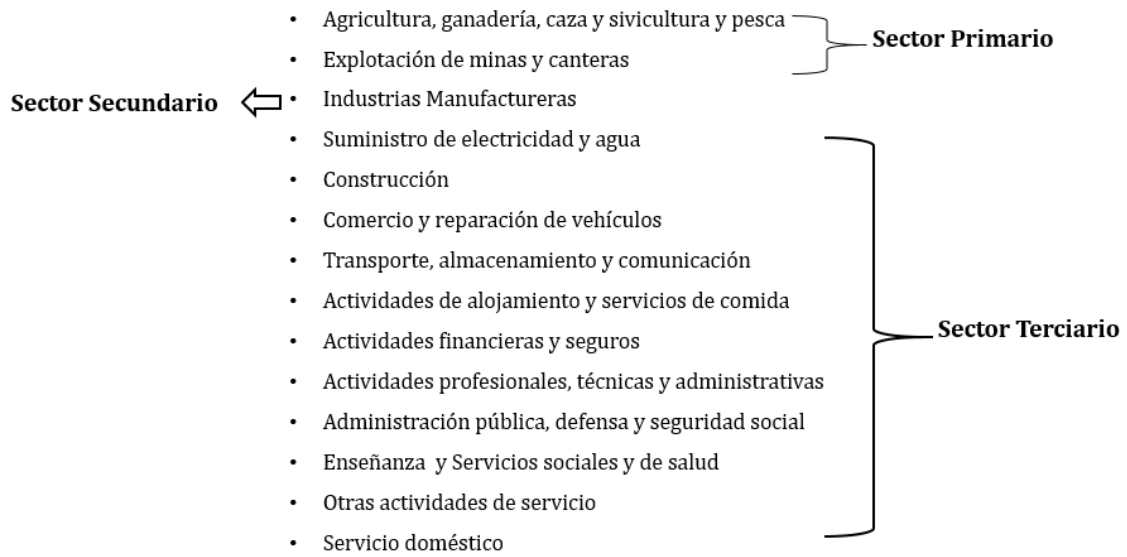 • Agricultura, ganadería, caza y sivicultura y pesca
Sector Primario
• Explotación de minas y canteras
Sector Secundario
• Industrias Manufactureras
• Suministro de electricidad y agua
• Construcción
• Comercio y reparación de vehículos
• Transporte, almacenamiento y comunicación
• Actividades de alojamiento y servicios de comida
Sector Terciario
• Actividades financieras y seguros
• Actividades profesionales, técnicas y administrativas
• Administración pública, defensa y seguridad social
• Enseñanza y Servicios sociales y de salud
• Otras actividades de servicio
• Servicio doméstico